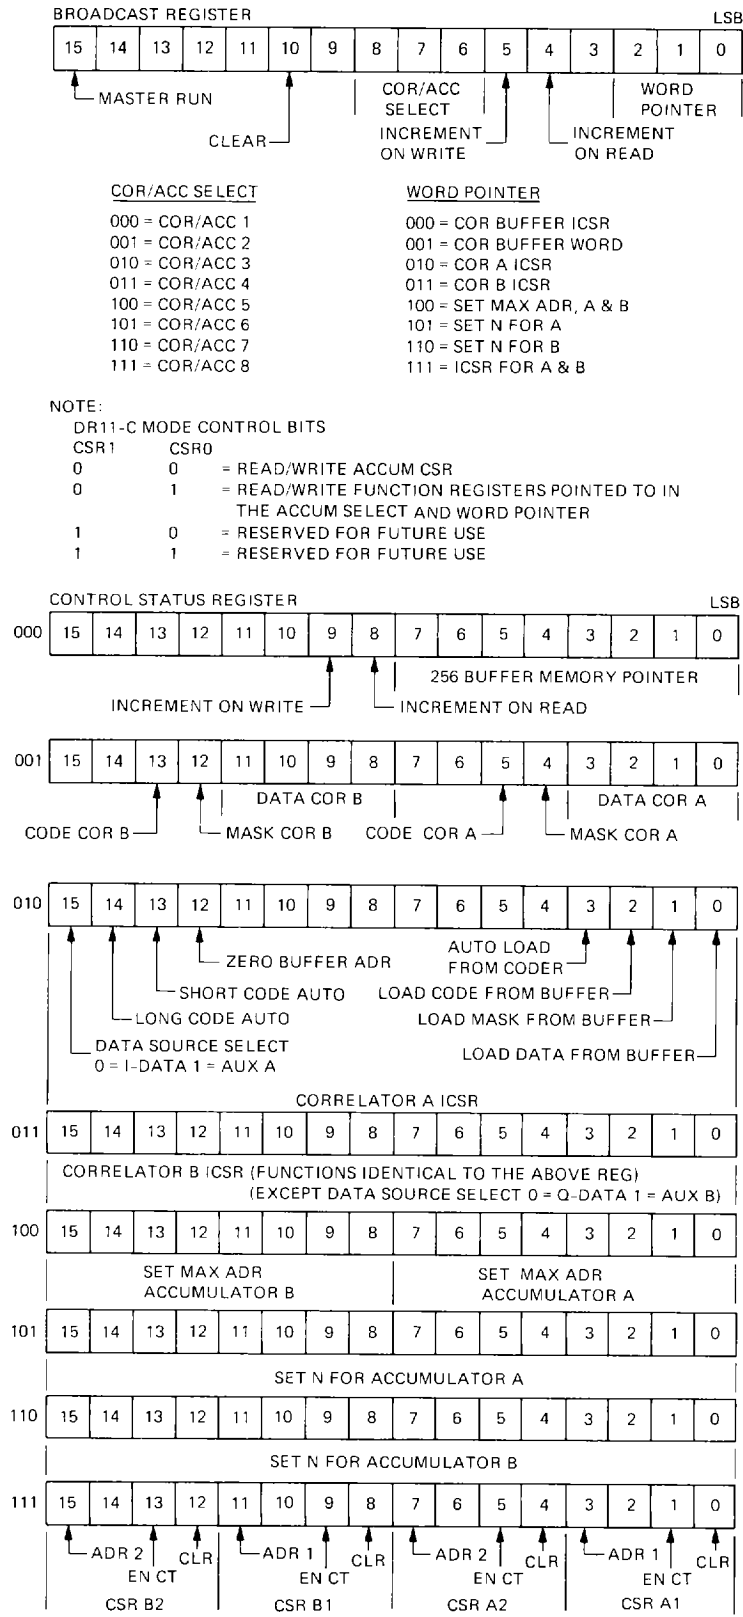 BROADCAST REGISTER LSB
15 14 13 12 11 10 9 8 7 6 5 4 3 2 1 0
MASTER RUN
CLEAR
COR/ACC SELECT
INCREMENT ON WRITE
INCREMENT ON READ
WORD POINTER
COR/ACC SELECT
000 = COR/ACC 1
001 = COR/ACC 2
010 = COR/ACC 3
011 = COR/ACC 4
100 = COR/ACC 5
101 = COR/ACC 6
110 = COR/ACC 7
111 = COR/ACC 8
WORD POINTER
000 = COR BUFFER ICSR
001 = COR BUFFER WORD
010 = COR A ICSR
011 = COR B ICSR
100 = SET MAX ADR, A & B
101 = SET N FOR A
110 = SET N FOR B
111 = ICSR FOR A & B
NOTE:
DR11-C MODE CONTROL BITS
CSR1 CSR0
0 0 = READ/WRITE ACCUM CSR
0 1 = READ/WRITE FUNCTION REGISTERS POINTED TO IN
THE ACCUM SELECT AND WORD POINTER
1 0 = RESERVED FOR FUTURE USE
1 1 = RESERVED FOR FUTURE USE
CONTROL STATUS REGISTER LSB
000 15 14 13 12 11 10 9 8 7 6 5 4 3 2 1 0
256 BUFFER MEMORY POINTER
INCREMENT ON WRITE INCREMENT ON READ
001 15 14 13 12 11 10 9 8 7 6 5 4 3 2 1 0
DATA COR B DATA COR A
CODE COR B MASK COR B CODE COR A MASK COR A
010 15 14 13 12 11 10 9 8 7 6 5 4 3 2 1 0
ZERO BUFFER ADR
AUTO LOAD
FROM CODER
SHORT CODE AUTO LOAD CODE FROM BUFFER
LONG CODE AUTO LOAD MASK FROM BUFFER
DATA SOURCE SELECT
0 = I-DATA 1 = AUX A
LOAD DATA FROM BUFFER
CORRELATOR A ICSR
011 15 14 13 12 11 10 9 8 7 6 5 4 3 2 1 0
CORRELATOR B ICSR (FUNCTIONS IDENTICAL TO THE ABOVE REG)
(EXCEPT DATA SOURCE SELECT 0 = Q-DATA 1 = AUX B)
100 15 14 13 12 11 10 9 8 7 6 5 4 3 2 1 0
SET MAX ADR
ACCUMULATOR B
SET MAX ADR
ACCUMULATOR A
101 15 14 13 12 11 10 9 8 7 6 5 4 3 2 1 0
SET N FOR ACCUMULATOR A
110 15 14 13 12 11 10 9 8 7 6 5 4 3 2 1 0
SET N FOR ACCUMULATOR B
111 15 14 13 12 11 10 9 8 7 6 5 4 3 2 1 0
ADR 2 CLR ADR 1 CLR ADR 2 CLR ADR 1 CLR
EN CT EN CT EN CT EN CT
CSR B2 CSR B1 CSR A2 CSR A1